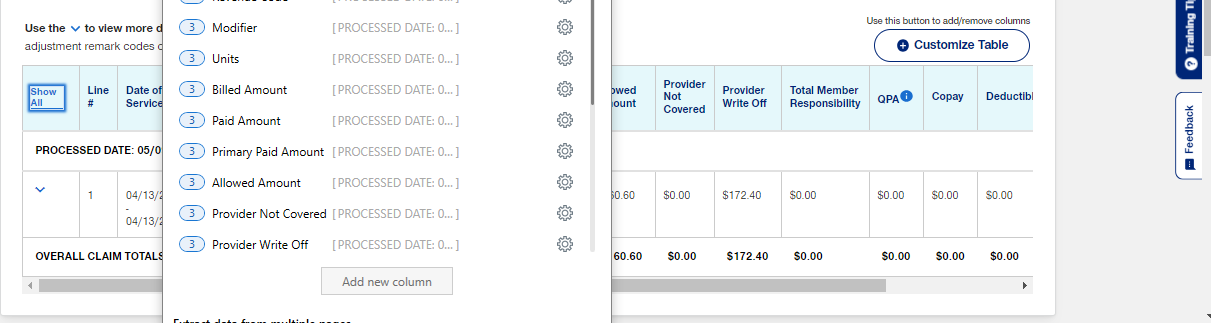 Use this button to add/remove columns
Use the to view more d
adjustment remark codes o
Customize Table
Modifier [PROCESSED DATE: 0... ]
3 Modifier
3 Units [PROCESSED DATE: 0... ]
3 Billed Amount [PROCESSED DATE: 0... ]
3 Paid Amount [PROCESSED DATE: 0... ]
3 Primary Paid Amount [PROCESSED DATE: 0... ]
3 Allowed Amount [PROCESSED DATE: 0... ]
3 Provider Not Covered [PROCESSED DATE: 0... ]
3 Provider Write Off [PROCESSED DATE: 0... ]
Add new column
Show All
Line #
Date of Service
owed
ount
Provider Not Covered
Provider Write Off
Total Member Responsibility
QPA
Copay
Deductibl
PROCESSED DATE: 05/0
1 04/13/2
-
04/13/2
$0.60 $0.00 $172.40 $0.00 $0.00 $0.00 $0.00
OVERALL CLAIM TOTALS
60.60 $0.00 $172.40 $0.00 $0.00 $0.00 $0.00
Training Ti
Feedback